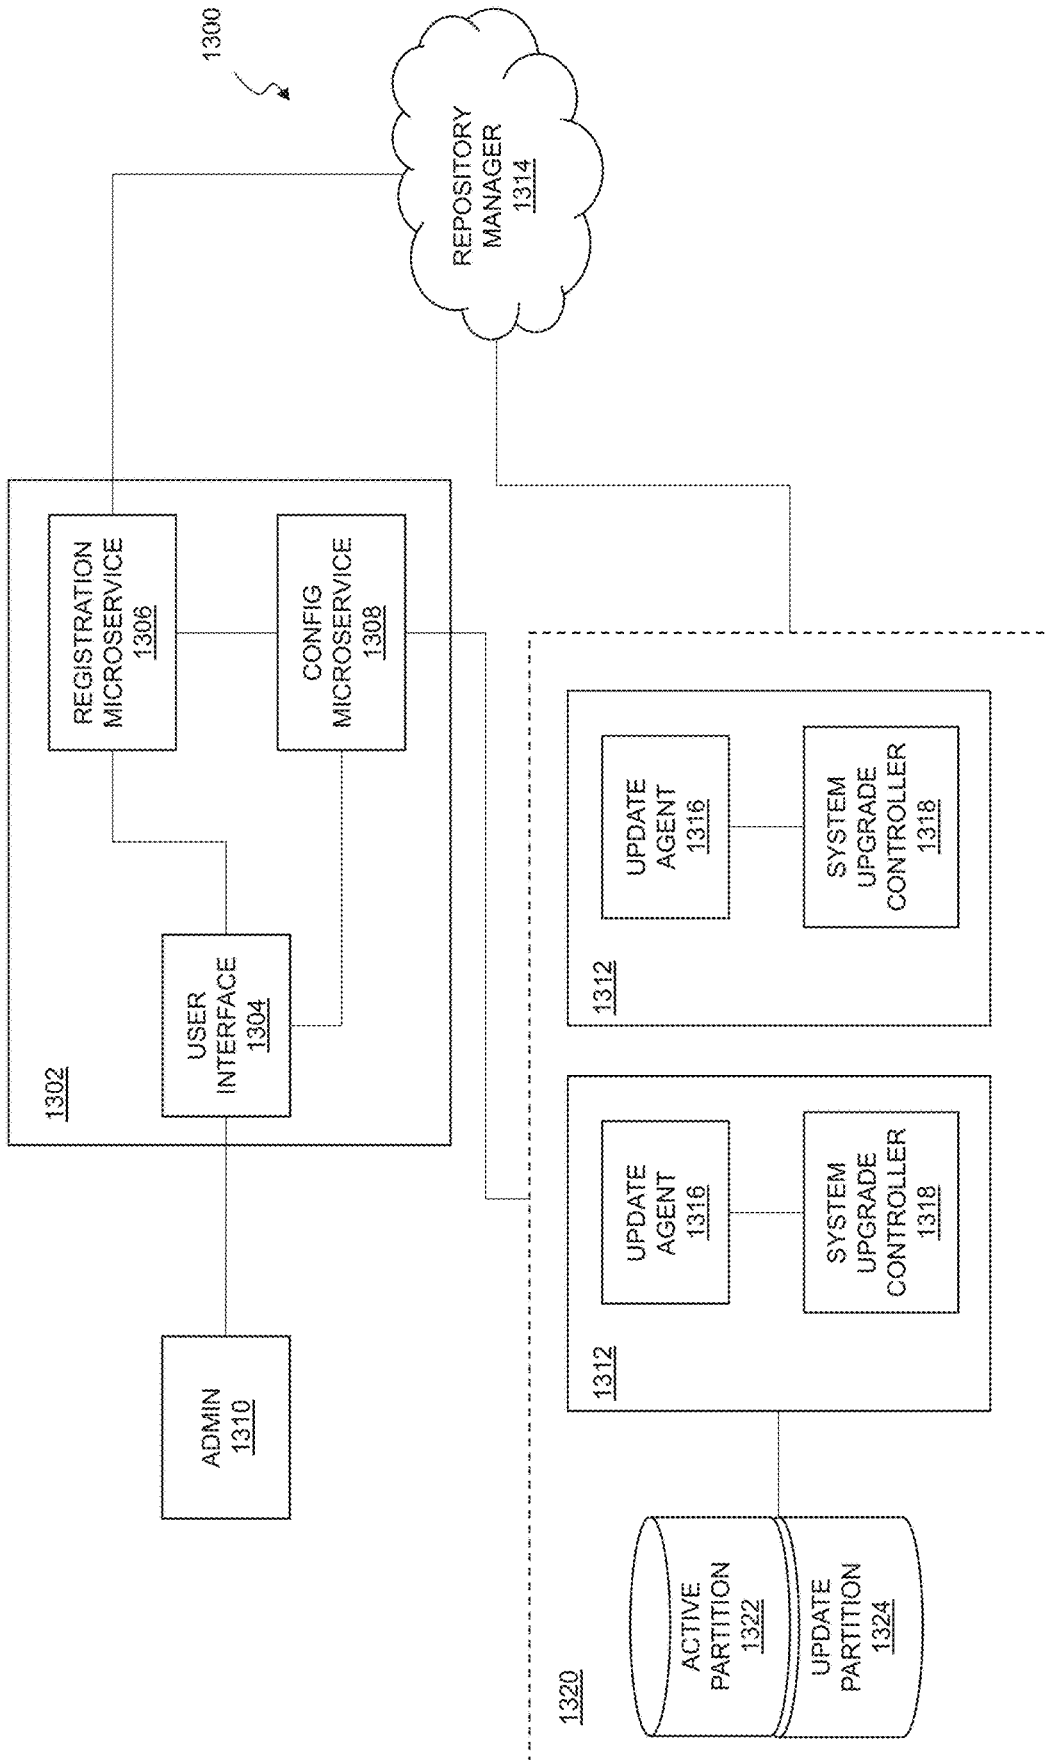 1300
1302
REGISTRATION
MICROSERVICE
1306
USER
INTERFACE
1304
CONFIG
MICROSERVICE
1308
ADMIN
1310
REPOSITORY
MANAGER
1314
1320
ACTIVE
PARTITION
1322
UPDATE
PARTITION
1324
1312
UPDATE
AGENT
1316
SYSTEM
UPGRADE
CONTROLLER
1318
1312
UPDATE
AGENT
1316
SYSTEM
UPGRADE
CONTROLLER
1318